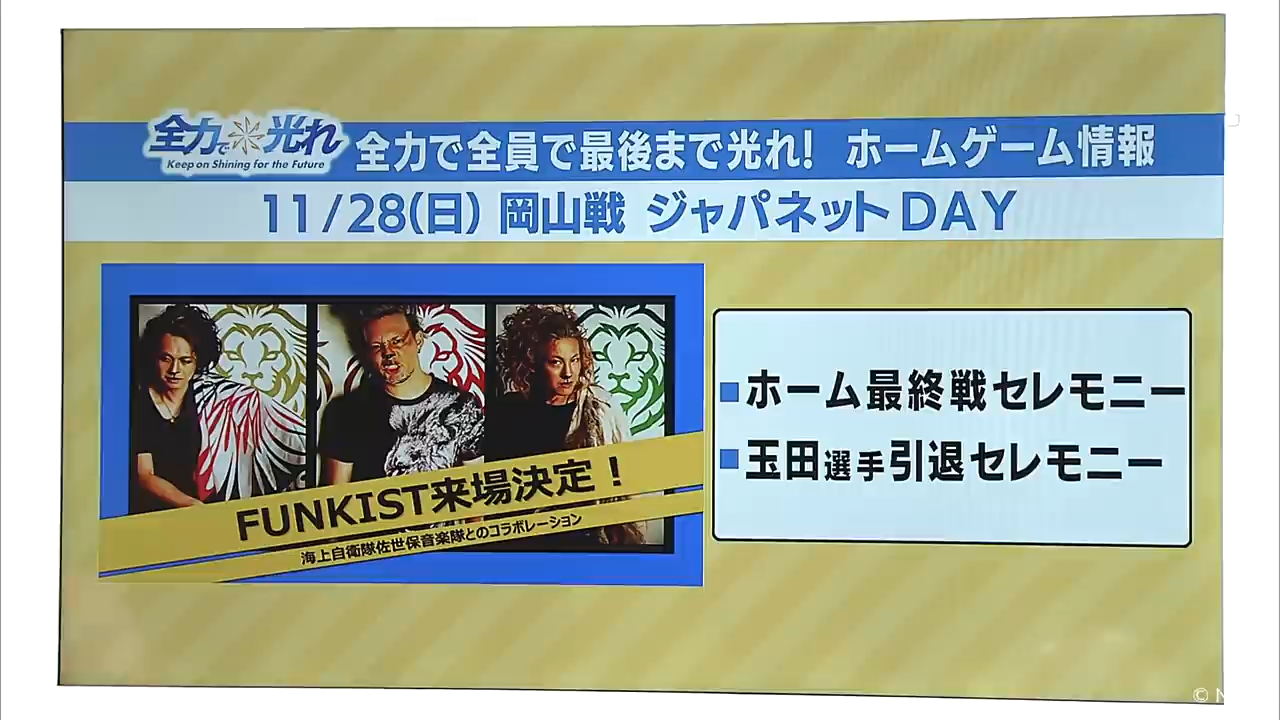 全力で光れ
Keep on Shining for the Future
全力で全員で最後まで光れ! ホームゲーム情報
11/28(日) 岡山戦 ジャパネットDAY
FUNKIST来場決定！
海上自衛隊佐世保音楽隊とのコラボレーション
■ホーム最終戦セレモニー
■玉田選手引退セレモニー